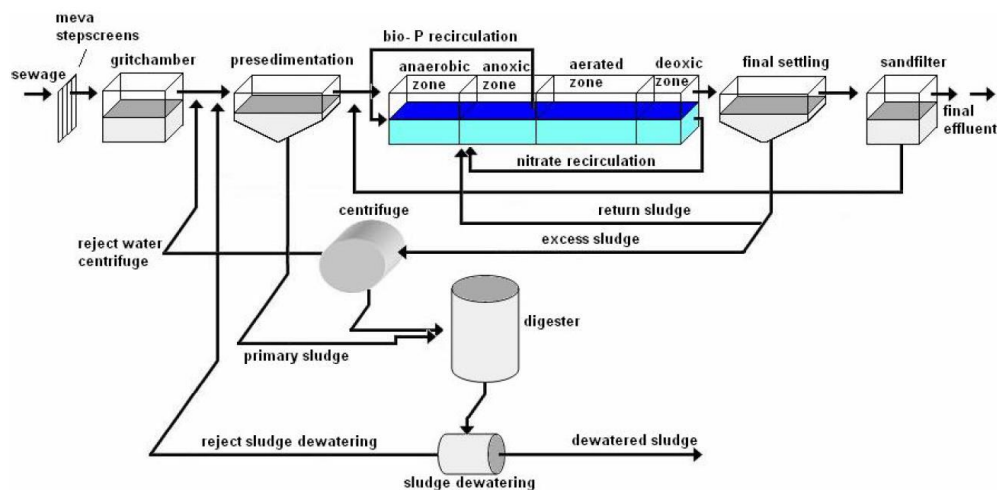 meva
stepscreens
sewage
gritchamber
presedimentation
bio- P recirculation
anaerobic
zone
anoxic
zone
aerated
zone
deoxic
zone
final settling
sandfilter
final
effluent
nitrate recirculation
return sludge
excess sludge
centrifuge
reject water
centrifuge
digester
primary sludge
reject sludge dewatering
dewatered sludge
sludge dewatering